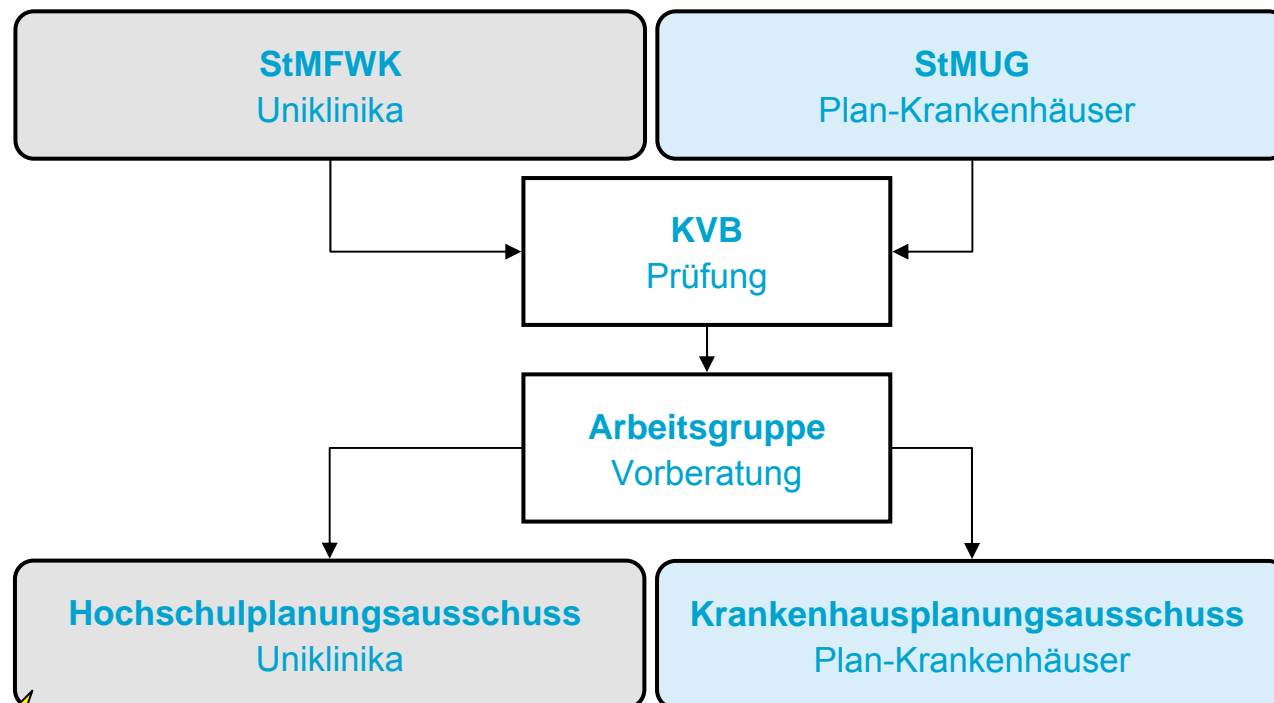 StMFWK
Uniklinika
StMUG
Plan-Krankenhäuser
KVB
Prüfung
Arbeitsgruppe
Vorberatung
Hochschulplanungsausschuss
Uniklinika
Krankenhausplanungsausschuss
Plan-Krankenhäuser